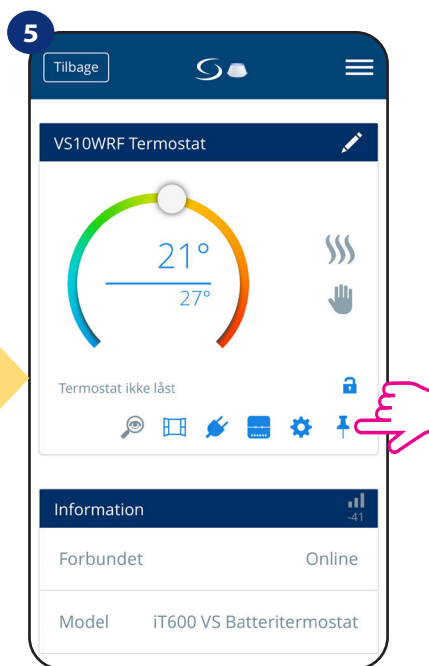 5
Tilbage
VS10WRF Termostat
21°
27°
Termostat ikke låst
Information
-41
Forbundet Online
Model iT600 VS Batteritermostat